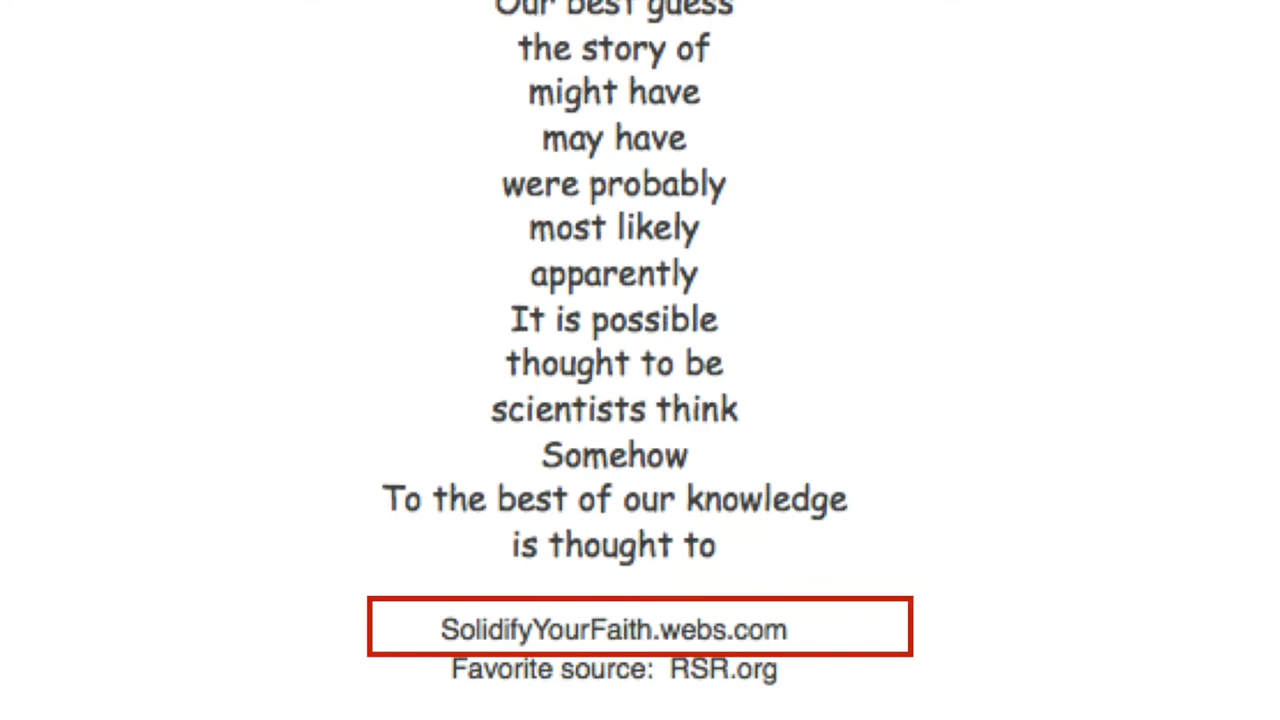 Our best guess
the story of
might have
may have
were probably
most likely
apparently
It is possible
thought to be
scientists think
Somehow
To the best of our knowledge
is thought to
SolidifyYourFaith.webs.com
Favorite source: RSR.org